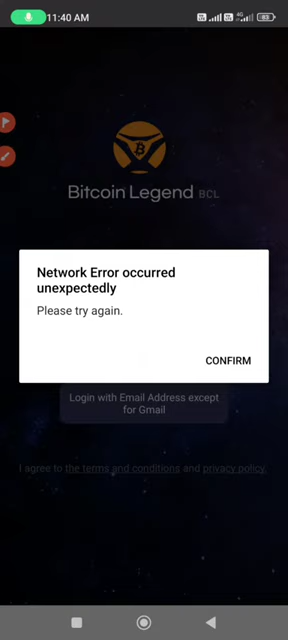 11:40 AM
4G
Bitcoin Legend BCL
Network Error occurred
unexpectedly
Please try again.
CONFIRM
Login with Email Address except
for Gmail
I agree to the terms and conditions and privacy policy.